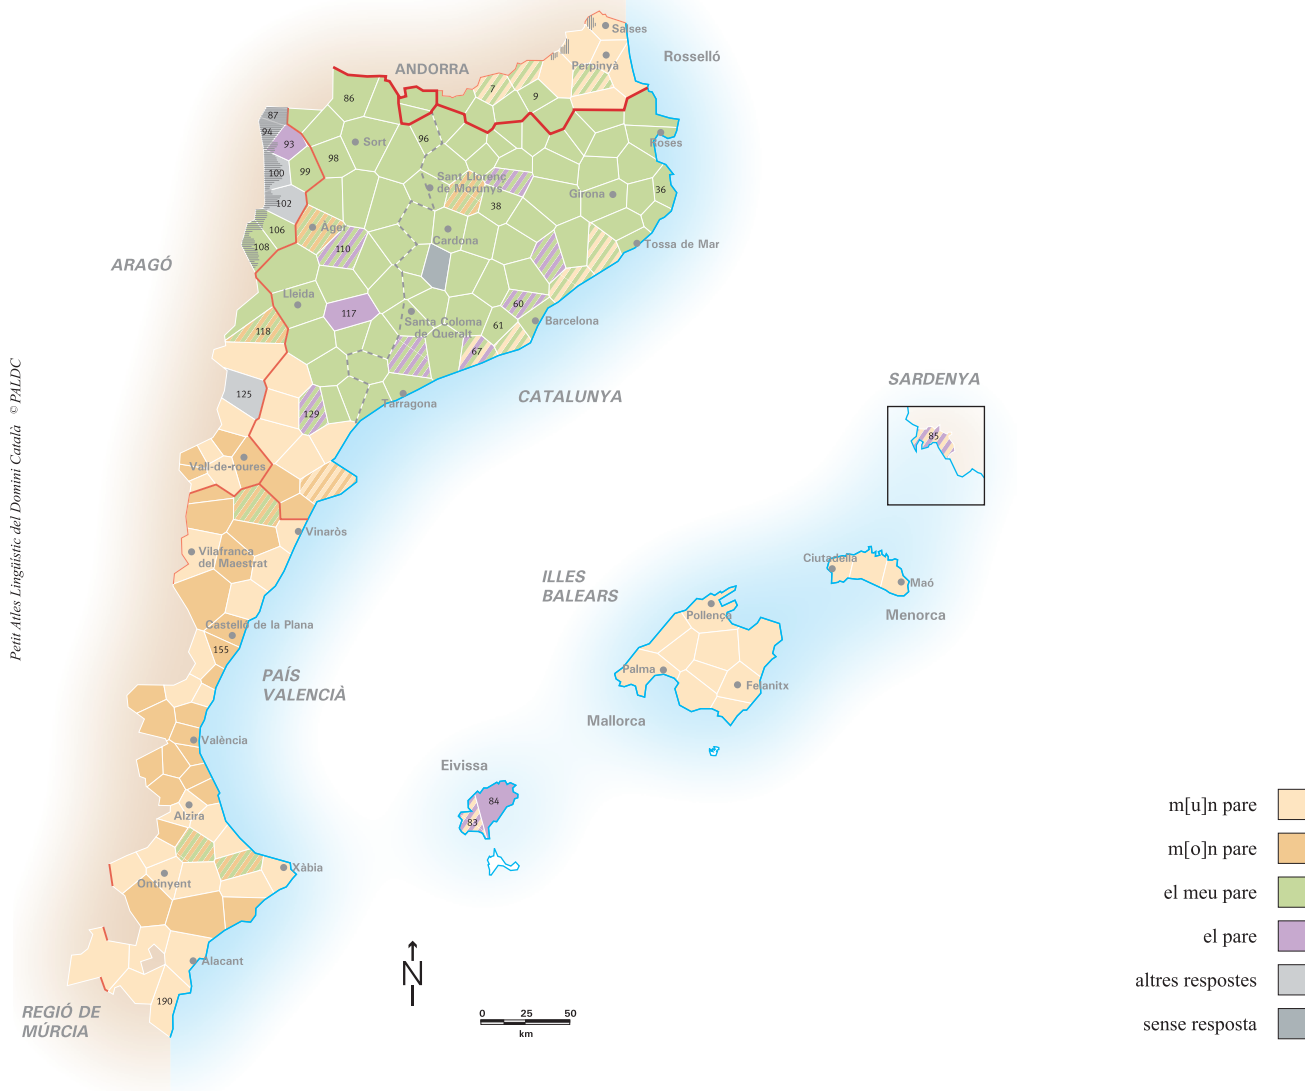 Salses
Rosselló
Perpinyà
ANDORRA
7
9
86
87
94
93
Sort
96
Roses
98
99
100
Sant Llorenç
de Morunys
36
102
38
Girona
Àger
106
108
110
Cardona
Tossa de Mar
ARAGÓ
Lleida
117
60
61
Barcelona
Santa Coloma
de Queralt
118
67
SARDENYA
125
CATALUNYA
129
Tarragona
85
Vall-de-roures
Vinaròs
Vilafranca
del Maestrat
Ciutadella
Maó
Menorca
ILLES
BALEARS
Pollença
Castelló de la Plana
155
PAÍS
VALENCIÀ
Palma
Felanitx
Mallorca
València
Eivissa
84
83
Alzira
Xàbia
Ontinyent
Alacant
190
REGIÓ DE
MÚRCIA
N
0 25 50
km
m[u]n pare
m[o]n pare
el meu pare
el pare
altres respostes
sense resposta
Petit Atles Lingüístic del Domini Català © PALDC